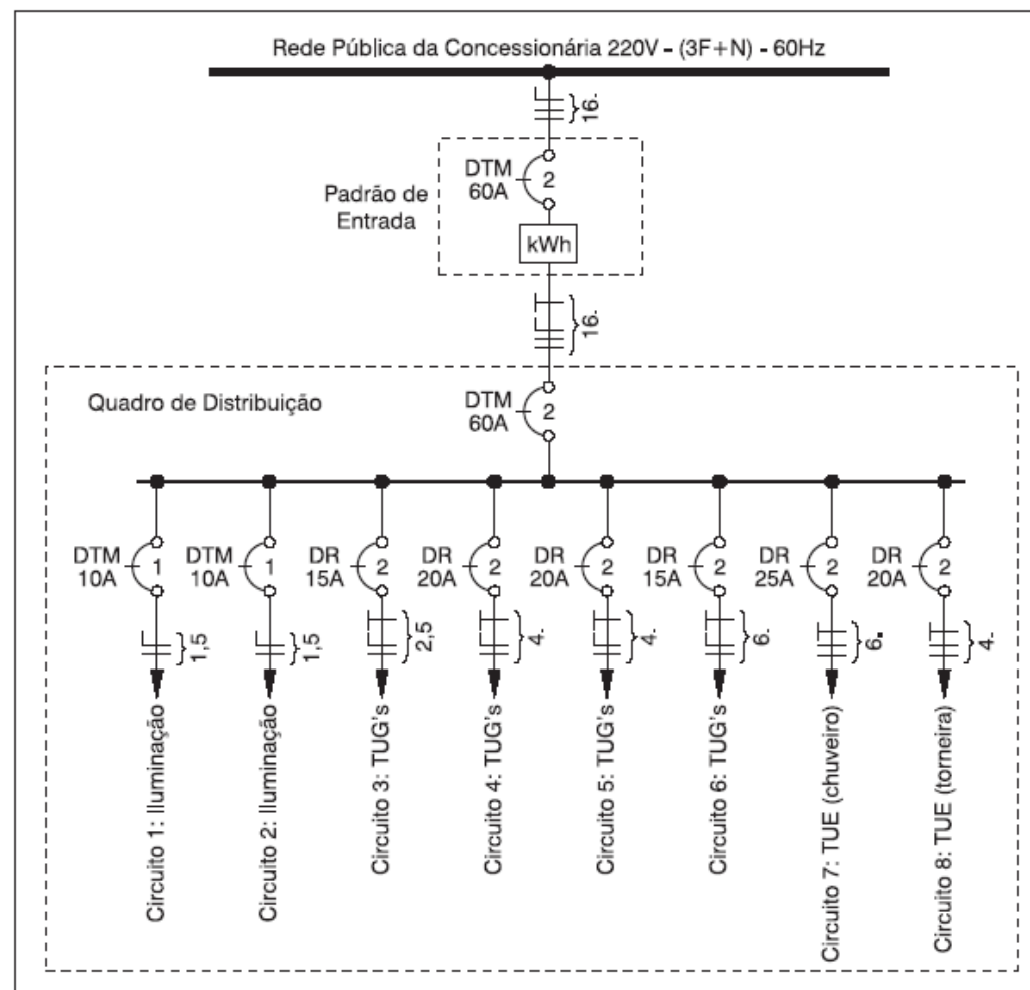 Rede Pública da Concessionária 220V - (3F+N) - 60Hz
16.
DTM
60A
2
Padrão de
Entrada
kWh
16.
Quadro de Distribuição
DTM
60A
2
DTM
10A
1
DTM
10A
1
DR
15A
2
DR
20A
2
DR
20A
2
DR
15A
2
DR
25A
2
DR
20A
2
1,5
1,5
2,5
4.
4.
6.
6.
4.
Circuito 1: Iluminação
Circuito 2: Iluminação
Circuito 3: TUG's
Circuito 4: TUG's
Circuito 5: TUG's
Circuito 6: TUG's
Circuito 7: TUE (chuveiro)
Circuito 8: TUE (torneira)